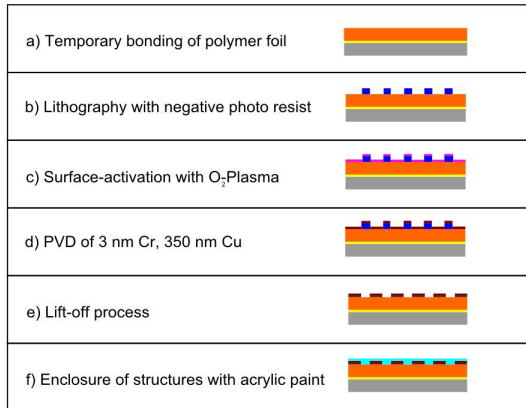 a) Temporary bonding of polymer foil
b) Lithography with negative photo resist
c) Surface-activation with O₂-Plasma
d) PVD of 3 nm Cr, 350 nm Cu
e) Lift-off process
f) Enclosure of structures with acrylic paint